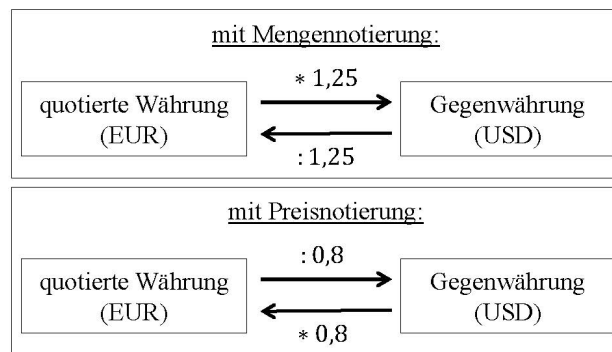 mit Mengennotierung:
* 1,25
quotierte Währung
(EUR)
Gegenwährung
(USD)
: 1,25
mit Preisnotierung:
: 0,8
quotierte Währung
(EUR)
Gegenwährung
(USD)
* 0,8